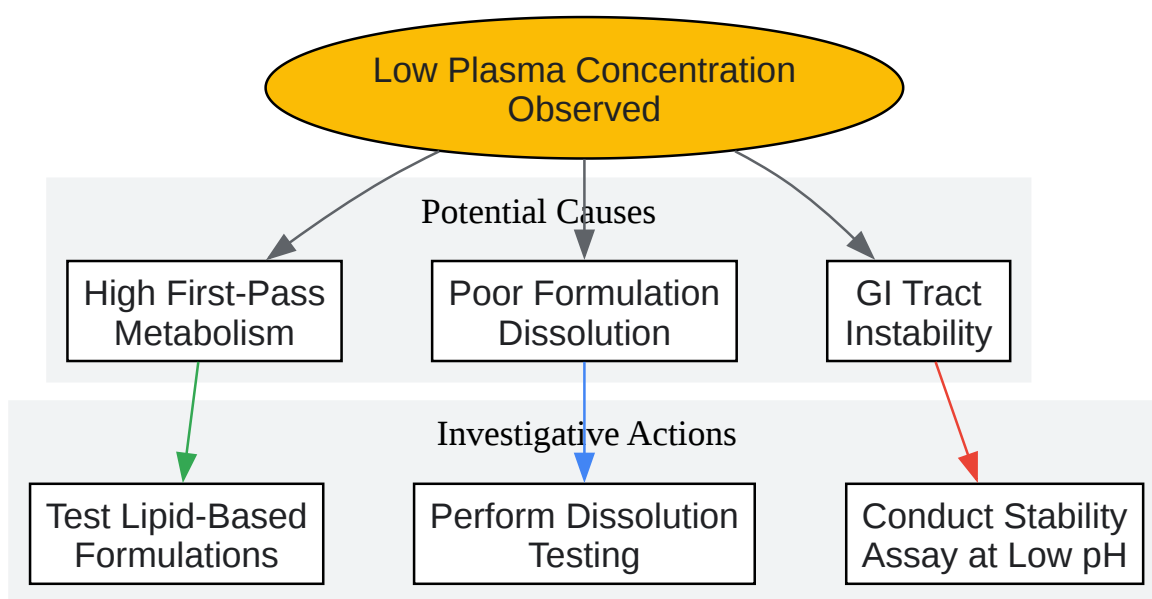 Low Plasma Concentration
Observed
Potential Causes
High First-Pass
Metabolism
Poor Formulation
Dissolution
GI Tract
Instability
Investigative Actions
Test Lipid-Based
Formulations
Perform Dissolution
Testing
Conduct Stability
Assay at Low pH